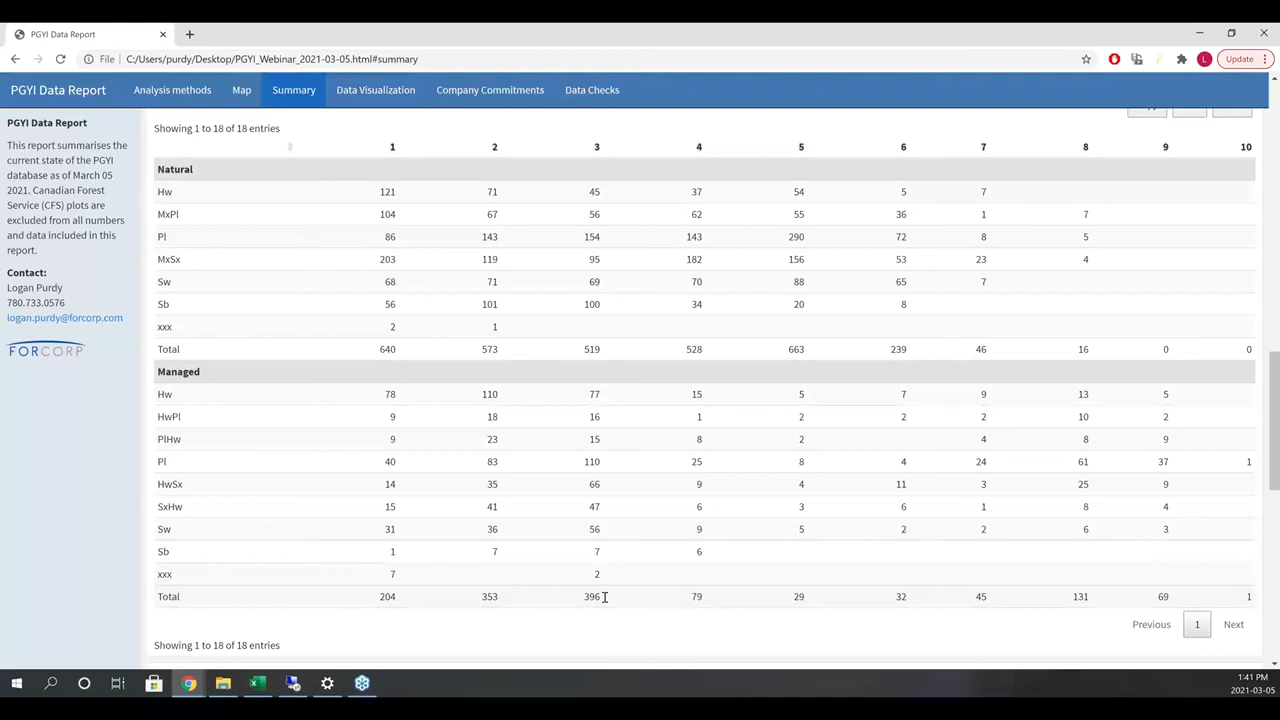 PGYI Data Report
File C:/Users/purdy/Desktop/PGYI_Webinar_2021-03-05.html#summary
L Update
PGYI Data Report Analysis methods Map Summary Data Visualization Company Commitments Data Checks
PGYI Data Report
This report summarises the
current state of the PGYI
database as of March 05
2021. Canadian Forest
Service (CFS) plots are
excluded from all numbers
and data included in this
report.
Contact:
Logan Purdy
780.733.0576
logan.purdy@forcorp.com
FORCORP
Showing 1 to 18 of 18 entries
1 2 3 4 5 6 7 8 9 10
Natural
Hw 121 71 45 37 54 5 7
MxPl 104 67 56 62 55 36 1 7
Pl 86 143 154 143 290 72 8 5
MxSx 203 119 95 182 156 53 23 4
Sw 68 71 69 70 88 65 7
Sb 56 101 100 34 20 8
xxx 2 1
Total 640 573 519 528 663 239 46 16 0 0
Managed
Hw 78 110 77 15 5 7 9 13 5
HwPl 9 18 16 1 2 2 2 10 2
PlHw 9 23 15 8 2 4 8 9
Pl 40 83 110 25 8 4 24 61 37 1
HwSx 14 35 66 9 4 11 3 25 9
SxHw 15 41 47 6 3 6 1 8 4
Sw 31 36 56 9 5 2 2 6 3
Sb 1 7 7 6
xxx 7 2
Total 204 353 396 79 29 32 45 131 69 1
Previous 1 Next
Showing 1 to 18 of 18 entries
1:41 PM
2021-03-05